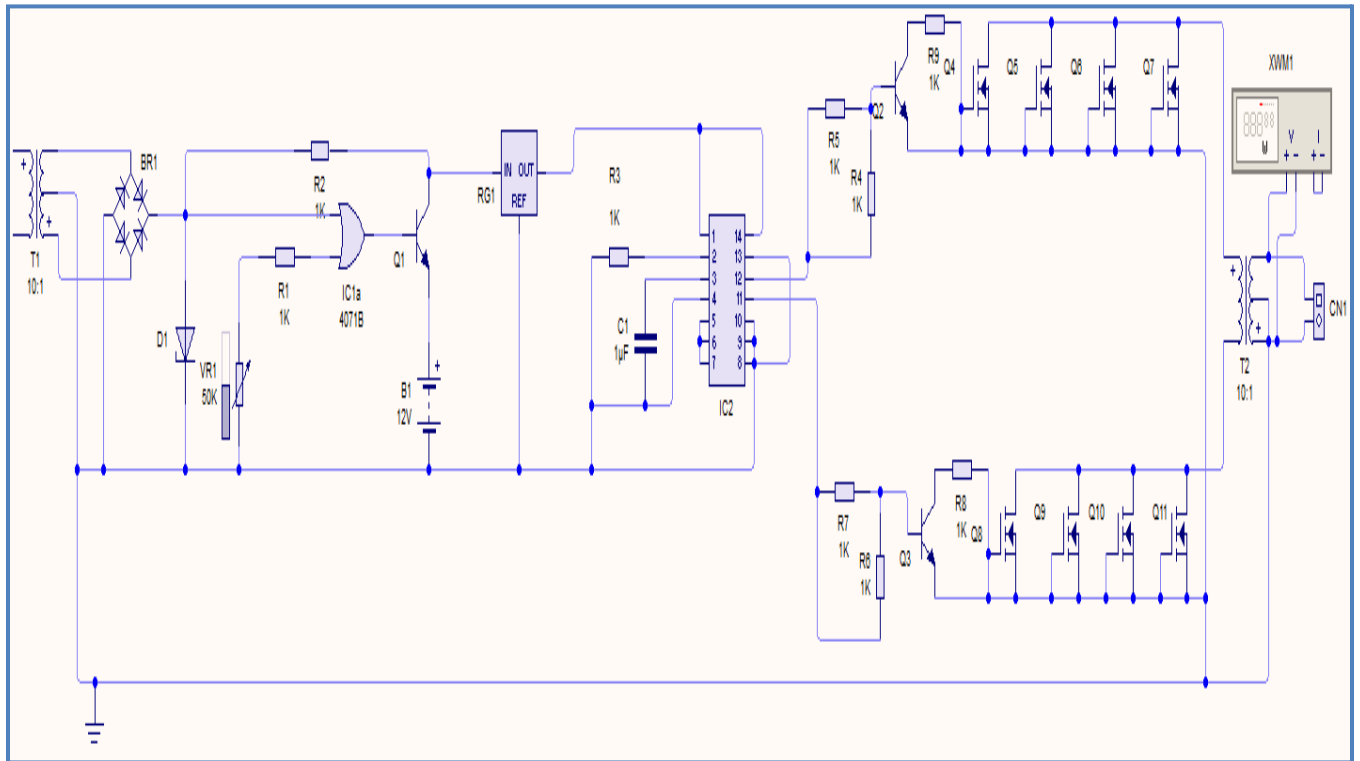 T1
10:1
BR1
D1
R2
1K
R1
1K
VR1
50K
IC1a
4071B
Q1
B1
12V
RG1
IN OUT
REF
R3
1K
C1
1µF
1
2
3
4
5
6
7
14
13
12
11
10
9
8
IC2
R5
1K
R4
1K
Q2
R9
1K
Q4
Q5
Q6
Q7
R7
1K
R6
1K
Q3
R8
1K
Q8
Q9
Q10
Q11
XWM1
V
I
W
T2
10:1
CN1